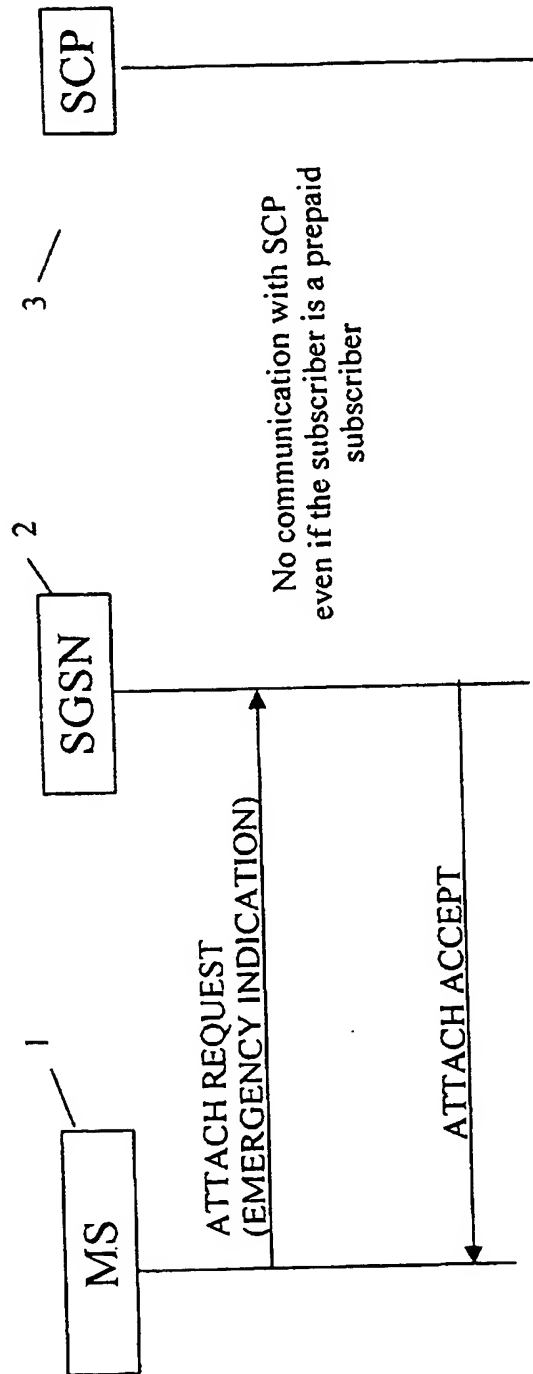 1
MS
2
SGSN
3
SCP
ATTACH REQUEST
(EMERGENCY INDICATION)
No communication with SCP
even if the subscriber is a prepaid
subscriber
ATTACH ACCEPT